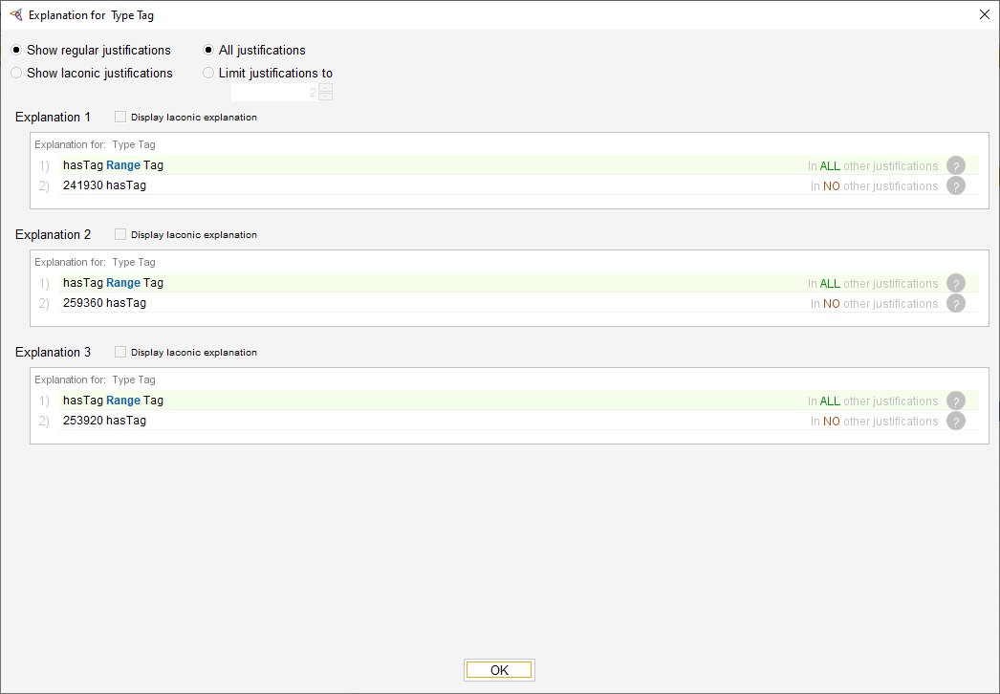 Explanation for Type Tag
Show regular justifications
All justifications
Show laconic justifications
Limit justifications to
2
Explanation 1
Display laconic explanation
Explanation for: Type Tag
1) hasTag Range Tag In ALL other justifications ?
2) 241930 hasTag In NO other justifications ?
Explanation 2
Display laconic explanation
Explanation for: Type Tag
1) hasTag Range Tag In ALL other justifications ?
2) 259360 hasTag In NO other justifications ?
Explanation 3
Display laconic explanation
Explanation for: Type Tag
1) hasTag Range Tag In ALL other justifications ?
2) 253920 hasTag In NO other justifications ?
OK